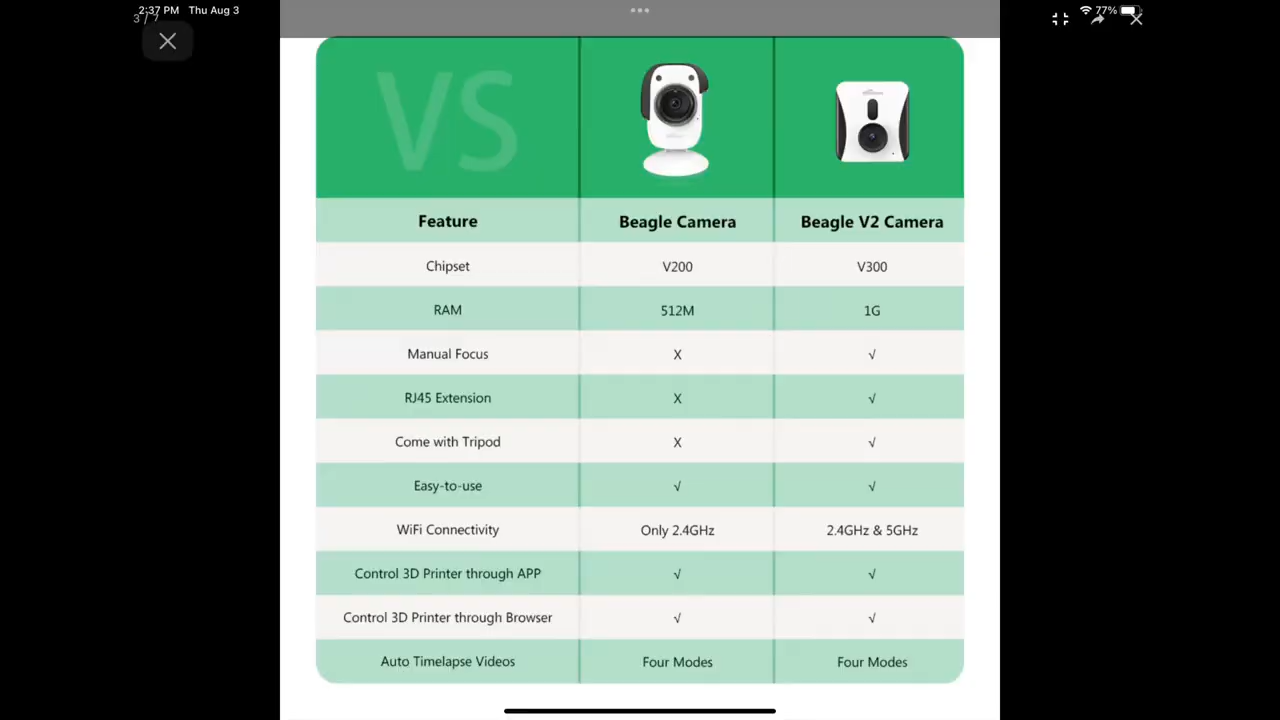 2:37 PM Thu Aug 3
77%
3 / 7
VS
Feature Beagle Camera Beagle V2 Camera
Chipset V200 V300
RAM 512M 1G
Manual Focus X √
RJ45 Extension X √
Come with Tripod X √
Easy-to-use √ √
WiFi Connectivity Only 2.4GHz 2.4GHz & 5GHz
Control 3D Printer through APP √ √
Control 3D Printer through Browser √ √
Auto Timelapse Videos Four Modes Four Modes